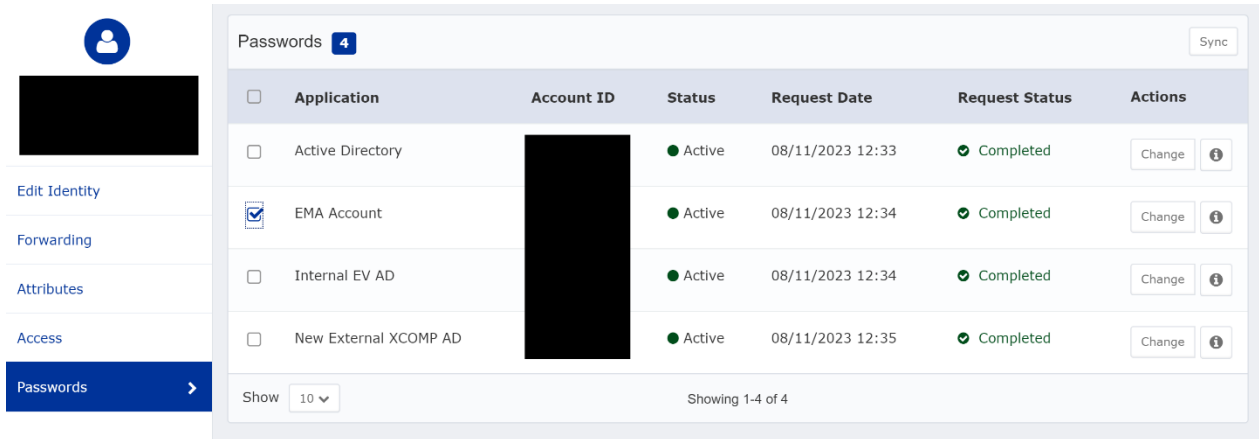 Passwords 4
Sync
Application Account ID Status Request Date Request Status Actions
Active Directory Active 08/11/2023 12:33 Completed Change
Edit Identity
EMA Account Active 08/11/2023 12:34 Completed Change
Forwarding
Internal EV AD Active 08/11/2023 12:34 Completed Change
Attributes
Access
New External XCOMP AD Active 08/11/2023 12:35 Completed Change
Passwords
Show 10 Showing 1-4 of 4